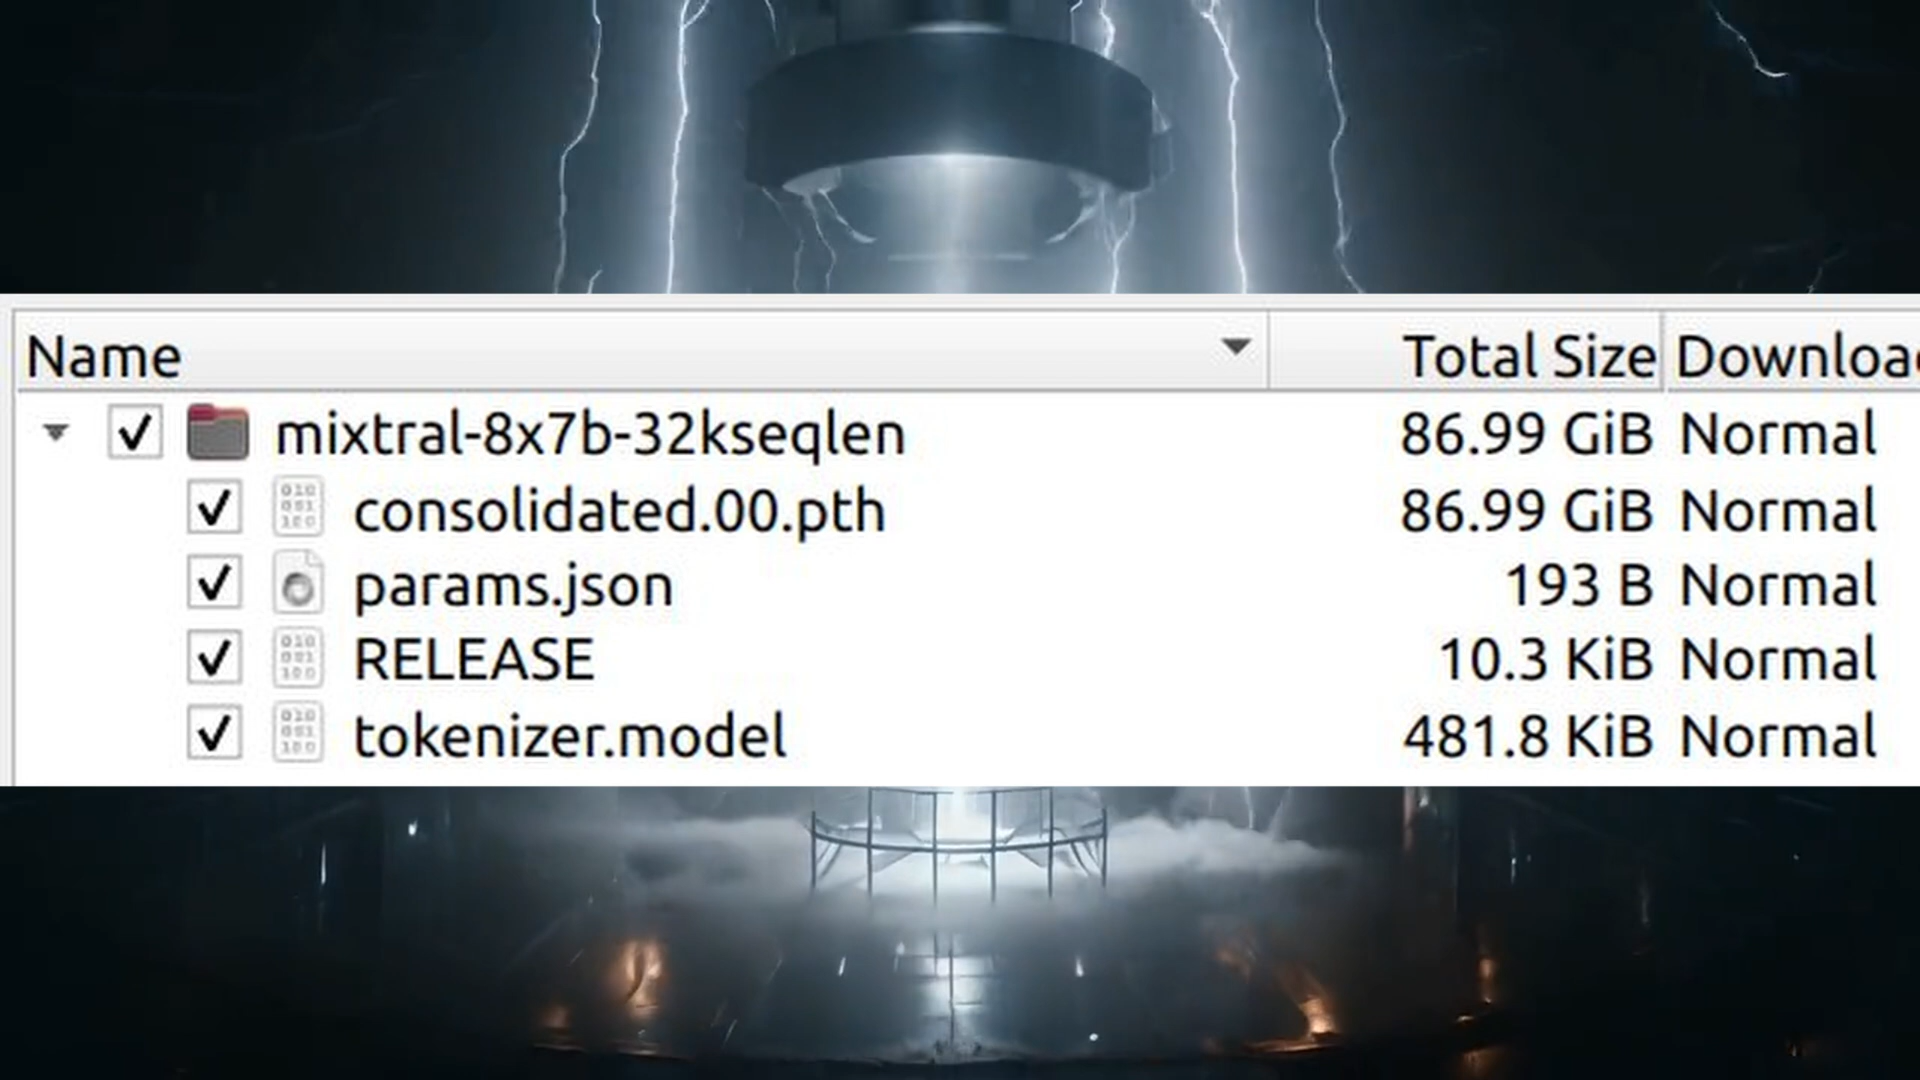 Name Total Size Downloa
mixtral-8x7b-32kseqlen 86.99 GiB Normal
consolidated.00.pth 86.99 GiB Normal
params.json 193 B Normal
RELEASE 10.3 KiB Normal
tokenizer.model 481.8 KiB Normal